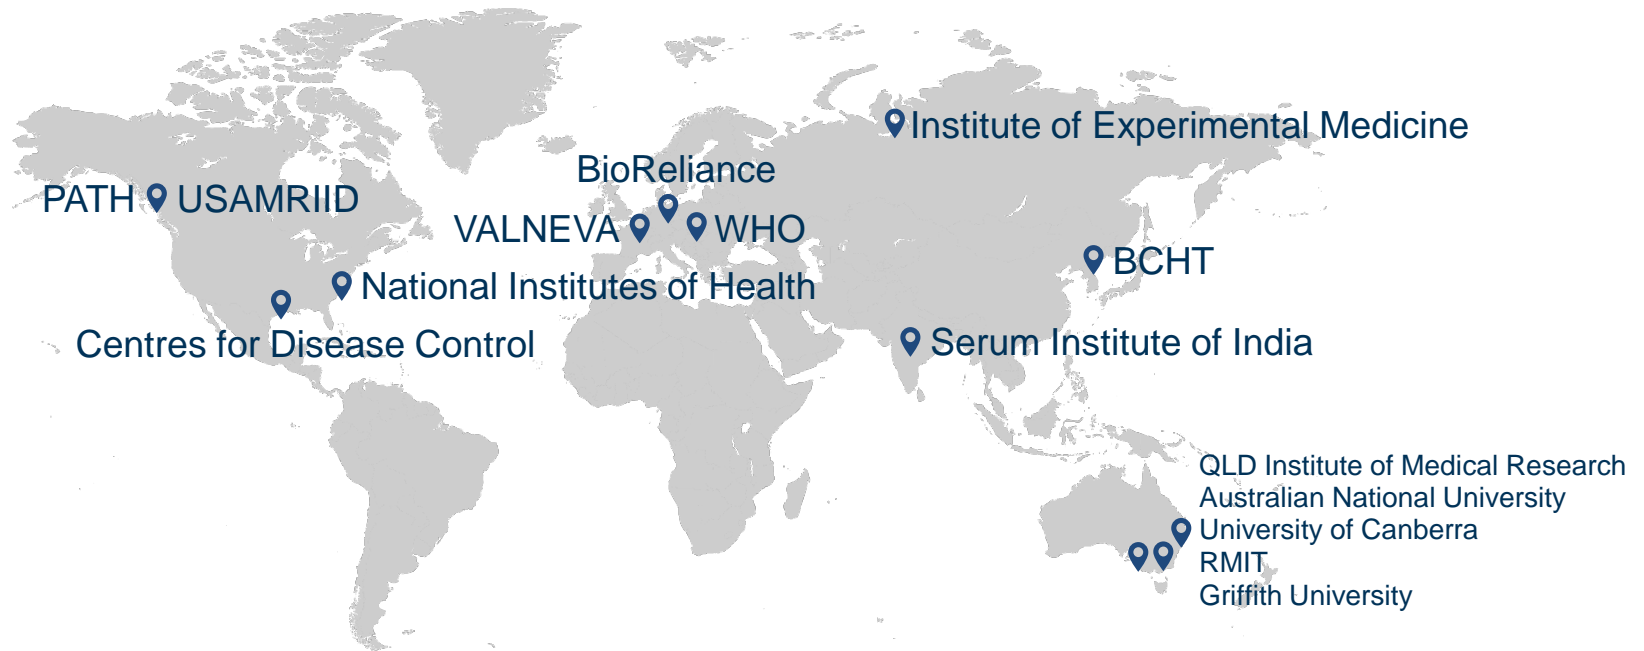 Institute of Experimental Medicine
BioReliance
PATH USAMRIID
VALNEVA WHO
BCHT
National Institutes of Health
Centres for Disease Control
Serum Institute of India
QLD Institute of Medical Research
Australian National University
University of Canberra
RMIT
Griffith University